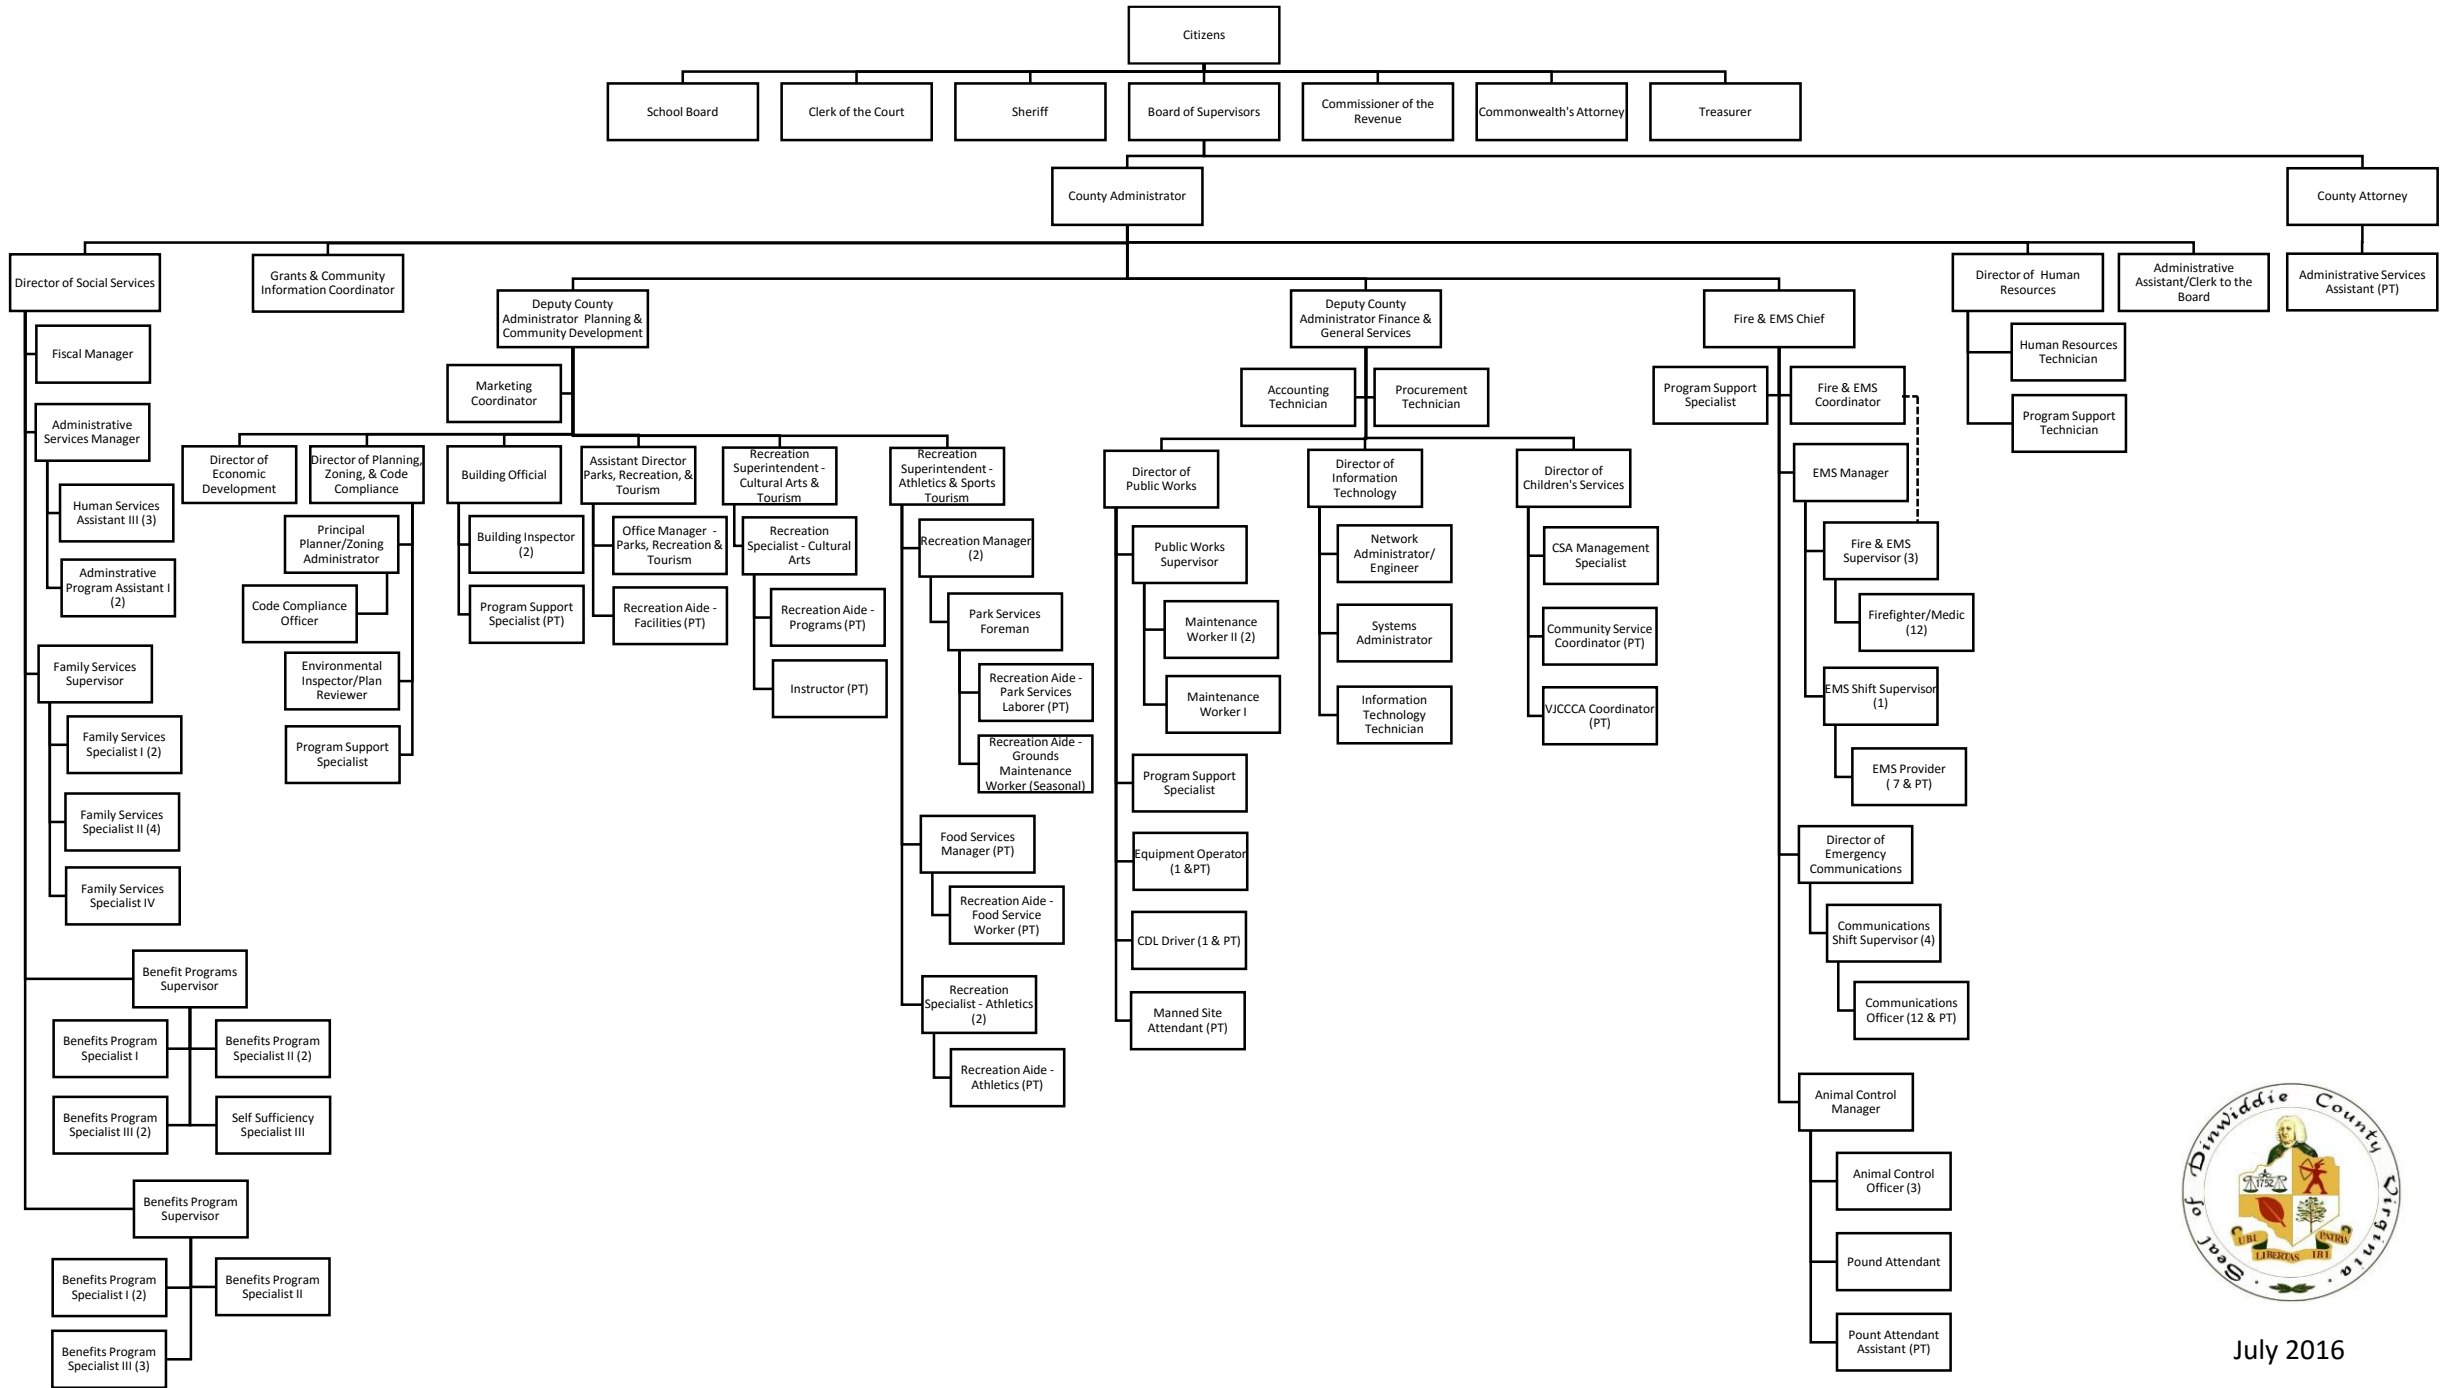 Citizens
School Board
Clerk of the Court
Sheriff
Board of Supervisors
Commissioner of the
Revenue
Commonwealth's Attorney
Treasurer
County Administrator
County Attorney
Director of Social Services
Grants & Community
Information Coordinator
Deputy County
Administrator Planning &
Community Development
Deputy County
Administrator Finance &
General Services
Fire & EMS Chief
Director of Human
Resources
Administrative
Assistant/Clerk to the
Board
Administrative Services
Assistant (PT)
Fiscal Manager
Administrative
Services Manager
Human Services
Assistant III (3)
Adminstrative
Program Assistant I
(2)
Family Services
Supervisor
Family Services
Specialist I (2)
Family Services
Specialist II (4)
Family Services
Specialist IV
Benefit Programs
Supervisor
Benefits Program
Specialist I
Benefits Program
Specialist II (2)
Benefits Program
Specialist III (2)
Self Sufficiency
Specialist III
Benefits Program
Supervisor
Benefits Program
Specialist I (2)
Benefits Program
Specialist II
Benefits Program
Specialist III (3)
Marketing
Coordinator
Director of
Economic
Development
Director of Planning,
Zoning, & Code
Compliance
Principal
Planner/Zoning
Administrator
Code Compliance
Officer
Environmental
Inspector/Plan
Reviewer
Program Support
Specialist
Building Official
Building Inspector
(2)
Program Support
Specialist (PT)
Assistant Director
Parks, Recreation, &
Tourism
Office Manager -
Parks, Recreation &
Tourism
Recreation Aide -
Facilities (PT)
Recreation
Superintendent -
Cultural Arts &
Tourism
Recreation
Specialist - Cultural
Arts
Recreation Aide -
Programs (PT)
Instructor (PT)
Recreation
Superintendent -
Athletics & Sports
Tourism
Recreation Manager
(2)
Park Services
Foreman
Recreation Aide -
Park Services
Laborer (PT)
Recreation Aide -
Grounds
Maintenance
Worker (Seasonal)
Food Services
Manager (PT)
Recreation Aide -
Food Service
Worker (PT)
Recreation
Specialist - Athletics
(2)
Recreation Aide -
Athletics (PT)
Accounting
Technician
Procurement
Technician
Director of
Public Works
Public Works
Supervisor
Maintenance
Worker II (2)
Maintenance
Worker I
Program Support
Specialist
Equipment Operator
(1 &PT)
CDL Driver (1 & PT)
Manned Site
Attendant (PT)
Director of
Information
Technology
Network
Administrator/
Engineer
Systems
Administrator
Information
Technology
Technician
Director of
Children's Services
CSA Management
Specialist
Community Service
Coordinator (PT)
VJCCCA Coordinator
(PT)
Program Support
Specialist
Fire & EMS
Coordinator
EMS Manager
Fire & EMS
Supervisor (3)
Firefighter/Medic
(12)
EMS Shift Supervisor
(1)
EMS Provider
( 7 & PT)
Director of
Emergency
Communications
Communications
Shift Supervisor (4)
Communications
Officer (12 & PT)
Animal Control
Manager
Animal Control
Officer (3)
Pound Attendant
Pount Attendant
Assistant (PT)
Human Resources
Technician
Program Support
Technician
Seal of Dinwiddie County Virginia
1752
UBI LIBERTAS IBI PATRIA
July 2016